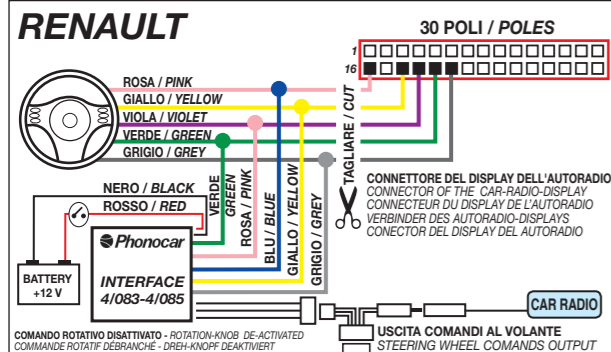 RENAULT
30 POLI / POLES
1
16
ROSA / PINK
GIALLO / YELLOW
VIOLA / VIOLET
VERDE / GREEN
GRIGIO / GREY
TAGLIARE / CUT
CONNETTORE DEL DISPLAY DELL'AUTORADIO
CONNECTOR OF THE CAR-RADIO-DISPLAY
CONNECTEUR DU DISPLAY DE L'AUTORADIO
VERBINDER DES AUTORADIO-DISPLAYS
CONECTOR DEL DISPLAY DEL AUTORADIO
NERO / BLACK
ROSSO / RED
VERDE
GREEN
ROSA / PINK
BLU / BLUE
GIALLO / YELLOW
GRIGIO / GREY
Phonocar
INTERFACE
4/083-4/085
BATTERY
+12 V
CAR RADIO
USCITA COMANDI AL VOLANTE
STEERING WHEEL COMANDS OUTPUT
COMANDO ROTATIVO DISATTIVATO - ROTATION-KNOB DE-ACTIVATED
COMMANDE ROTATIF DÉBRANCHÉ - DREH-KNOPF DEAKTIVIERT